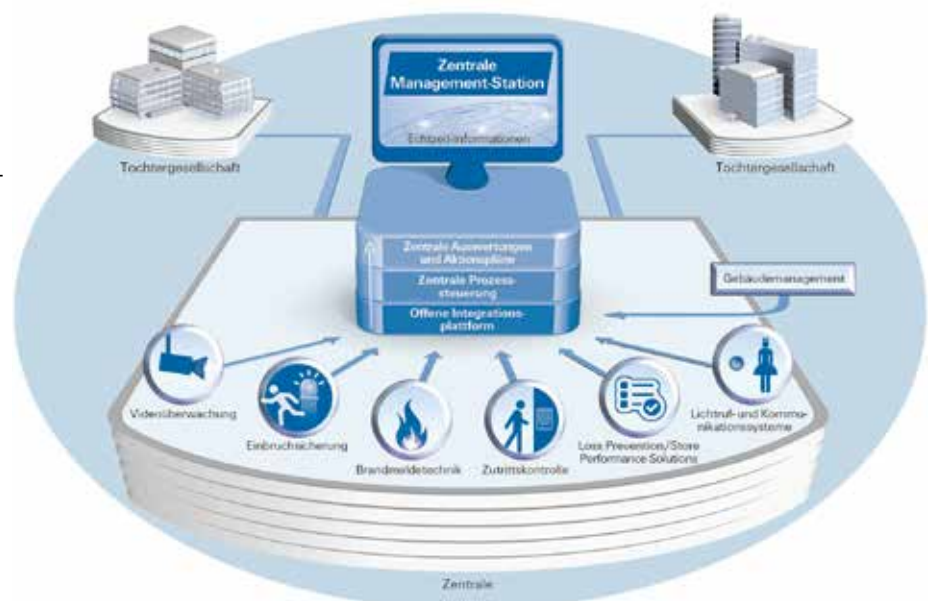 Zentrale
Management-Station
Echtzeit-Informationen
Tochtergesellschaft
Tochtergesellschaft
Zentrale Auswertungen
und Aktionspläne
Zentrale Prozess-
steuerung
Offene Integrations-
plattform
Gebäudemanagement
Videoüberwachung
Einbruchsicherung
Brandmeldetechnik
Zutrittskontrolle
Loss Prevention/Store
Performance Solutions
Lichtruf- und Kommu-
nikationssysteme
Zentrale